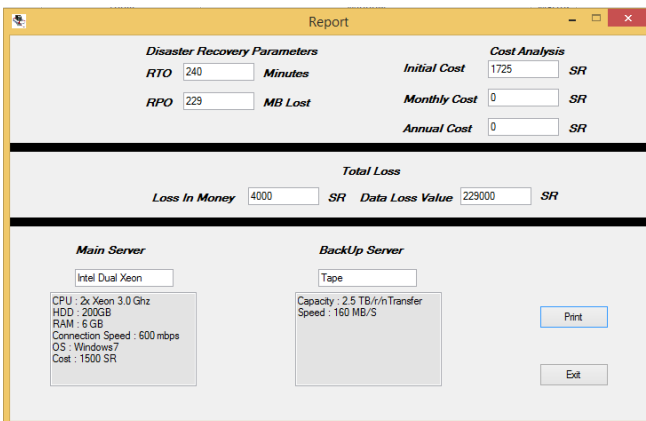 Report
Disaster Recovery Parameters
RTO 240 Minutes
RPO 229 MB Lost
Cost Analysis
Initial Cost 1725 SR
Monthly Cost 0 SR
Annual Cost 0 SR
Total Loss
Loss In Money 4000 SR Data Loss Value 229000 SR
Main Server
Intel Dual Xeon
CPU : 2x Xeon 3.0 Ghz
HDD : 200GB
RAM : 6 GB
Connection Speed : 600 mbps
OS : Windows7
Cost : 1500 SR
BackUp Server
Tape
Capacity : 2.5 TB/r/nTransfer
Speed : 160 MB/S
Print
Exit